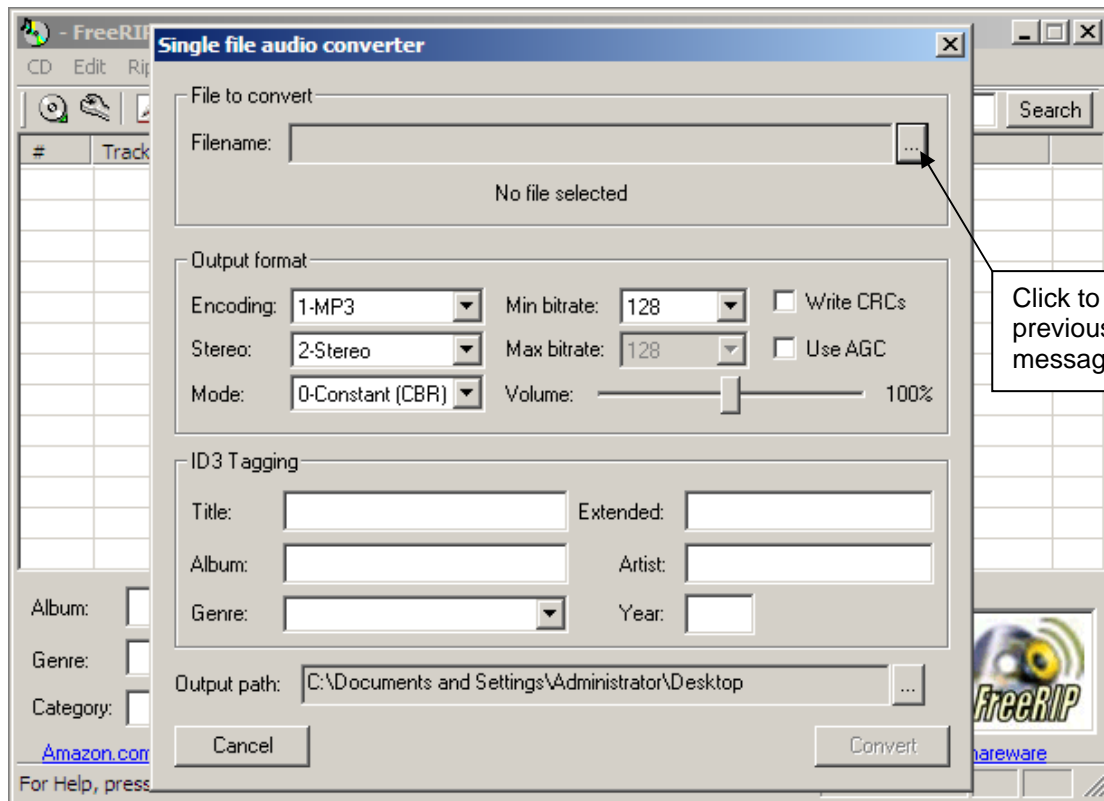 - FreeRIP
Single file audio converter
CD Edit Rip
File to convert
Search
Filename: ...
# Track
No file selected
Output format
Encoding: 1-MP3 Min bitrate: 128 Write CRCs
Stereo: 2-Stereo Max bitrate: 128 Use AGC
Mode: 0-Constant (CBR) Volume: 100%
Click to
previous
messag
ID3 Tagging
Title: Extended:
Album: Artist:
Genre: Year:
Album:
Genre:
Category:
Output path: C:\Documents and Settings\Administrator\Desktop ...
FreeRIP
Cancel Convert
Amazon.com
hareware
For Help, press